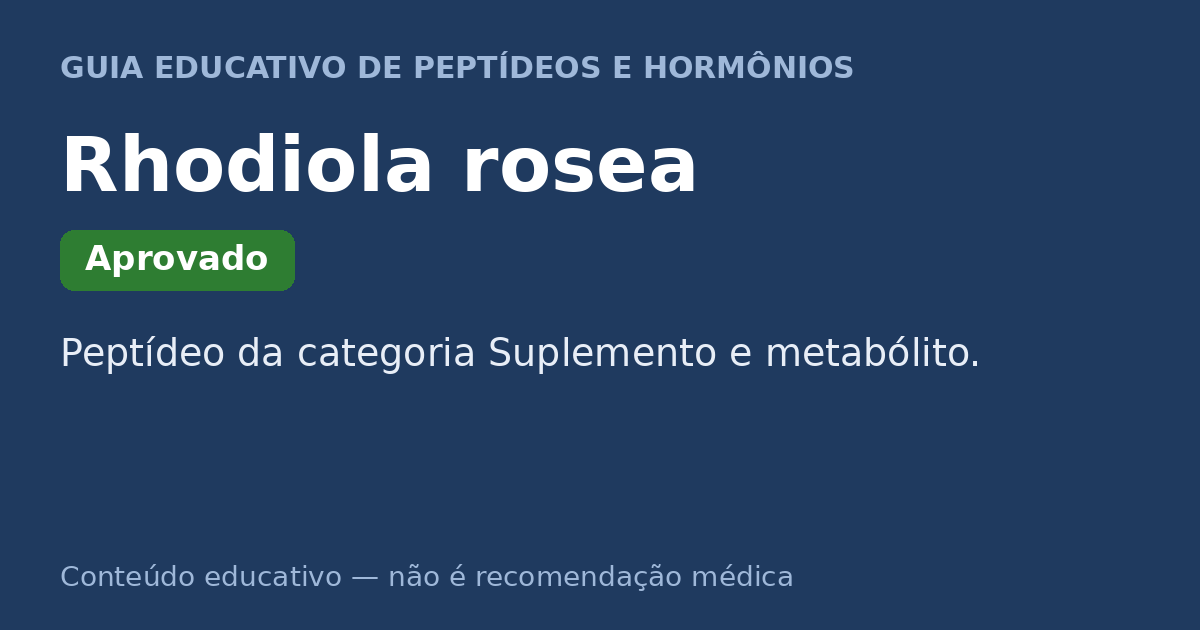 GUIA EDUCATIVO DE PEPTÍDEOS E HORMÔNIOS
Rhodiola rosea
Aprovado
Peptídeo da categoria Suplemento e metabólito.
Conteúdo educativo — não é recomendação médica